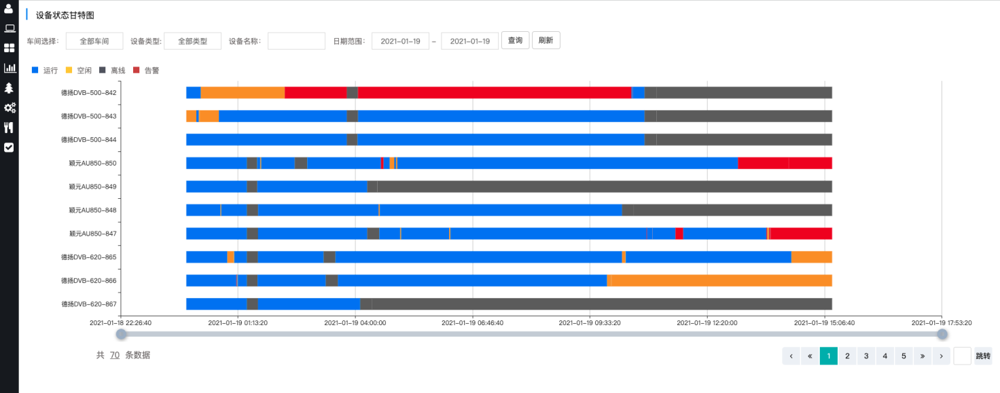 设备状态甘特图
车间选择: 全部车间 设备类型: 全部类型 设备名称: 日期范围: 2021-01-19 - 2021-01-19 查询 刷新
运行 空闲 离线 告警
德扬DVB-500-842
德扬DVB-500-843
德扬DVB-500-844
颖元AU850-850
颖元AU850-849
颖元AU850-848
颖元AU850-847
德扬DVB-620-865
德扬DVB-620-866
德扬DVB-620-867
2021-01-18 22:26:40 2021-01-19 01:13:20 2021-01-19 04:00:00 2021-01-19 06:46:40 2021-01-19 09:33:20 2021-01-19 12:20:00 2021-01-19 15:06:40 2021-01-19 17:53:20
共 70 条数据 ‹ « 1 2 3 4 5 » › 跳转